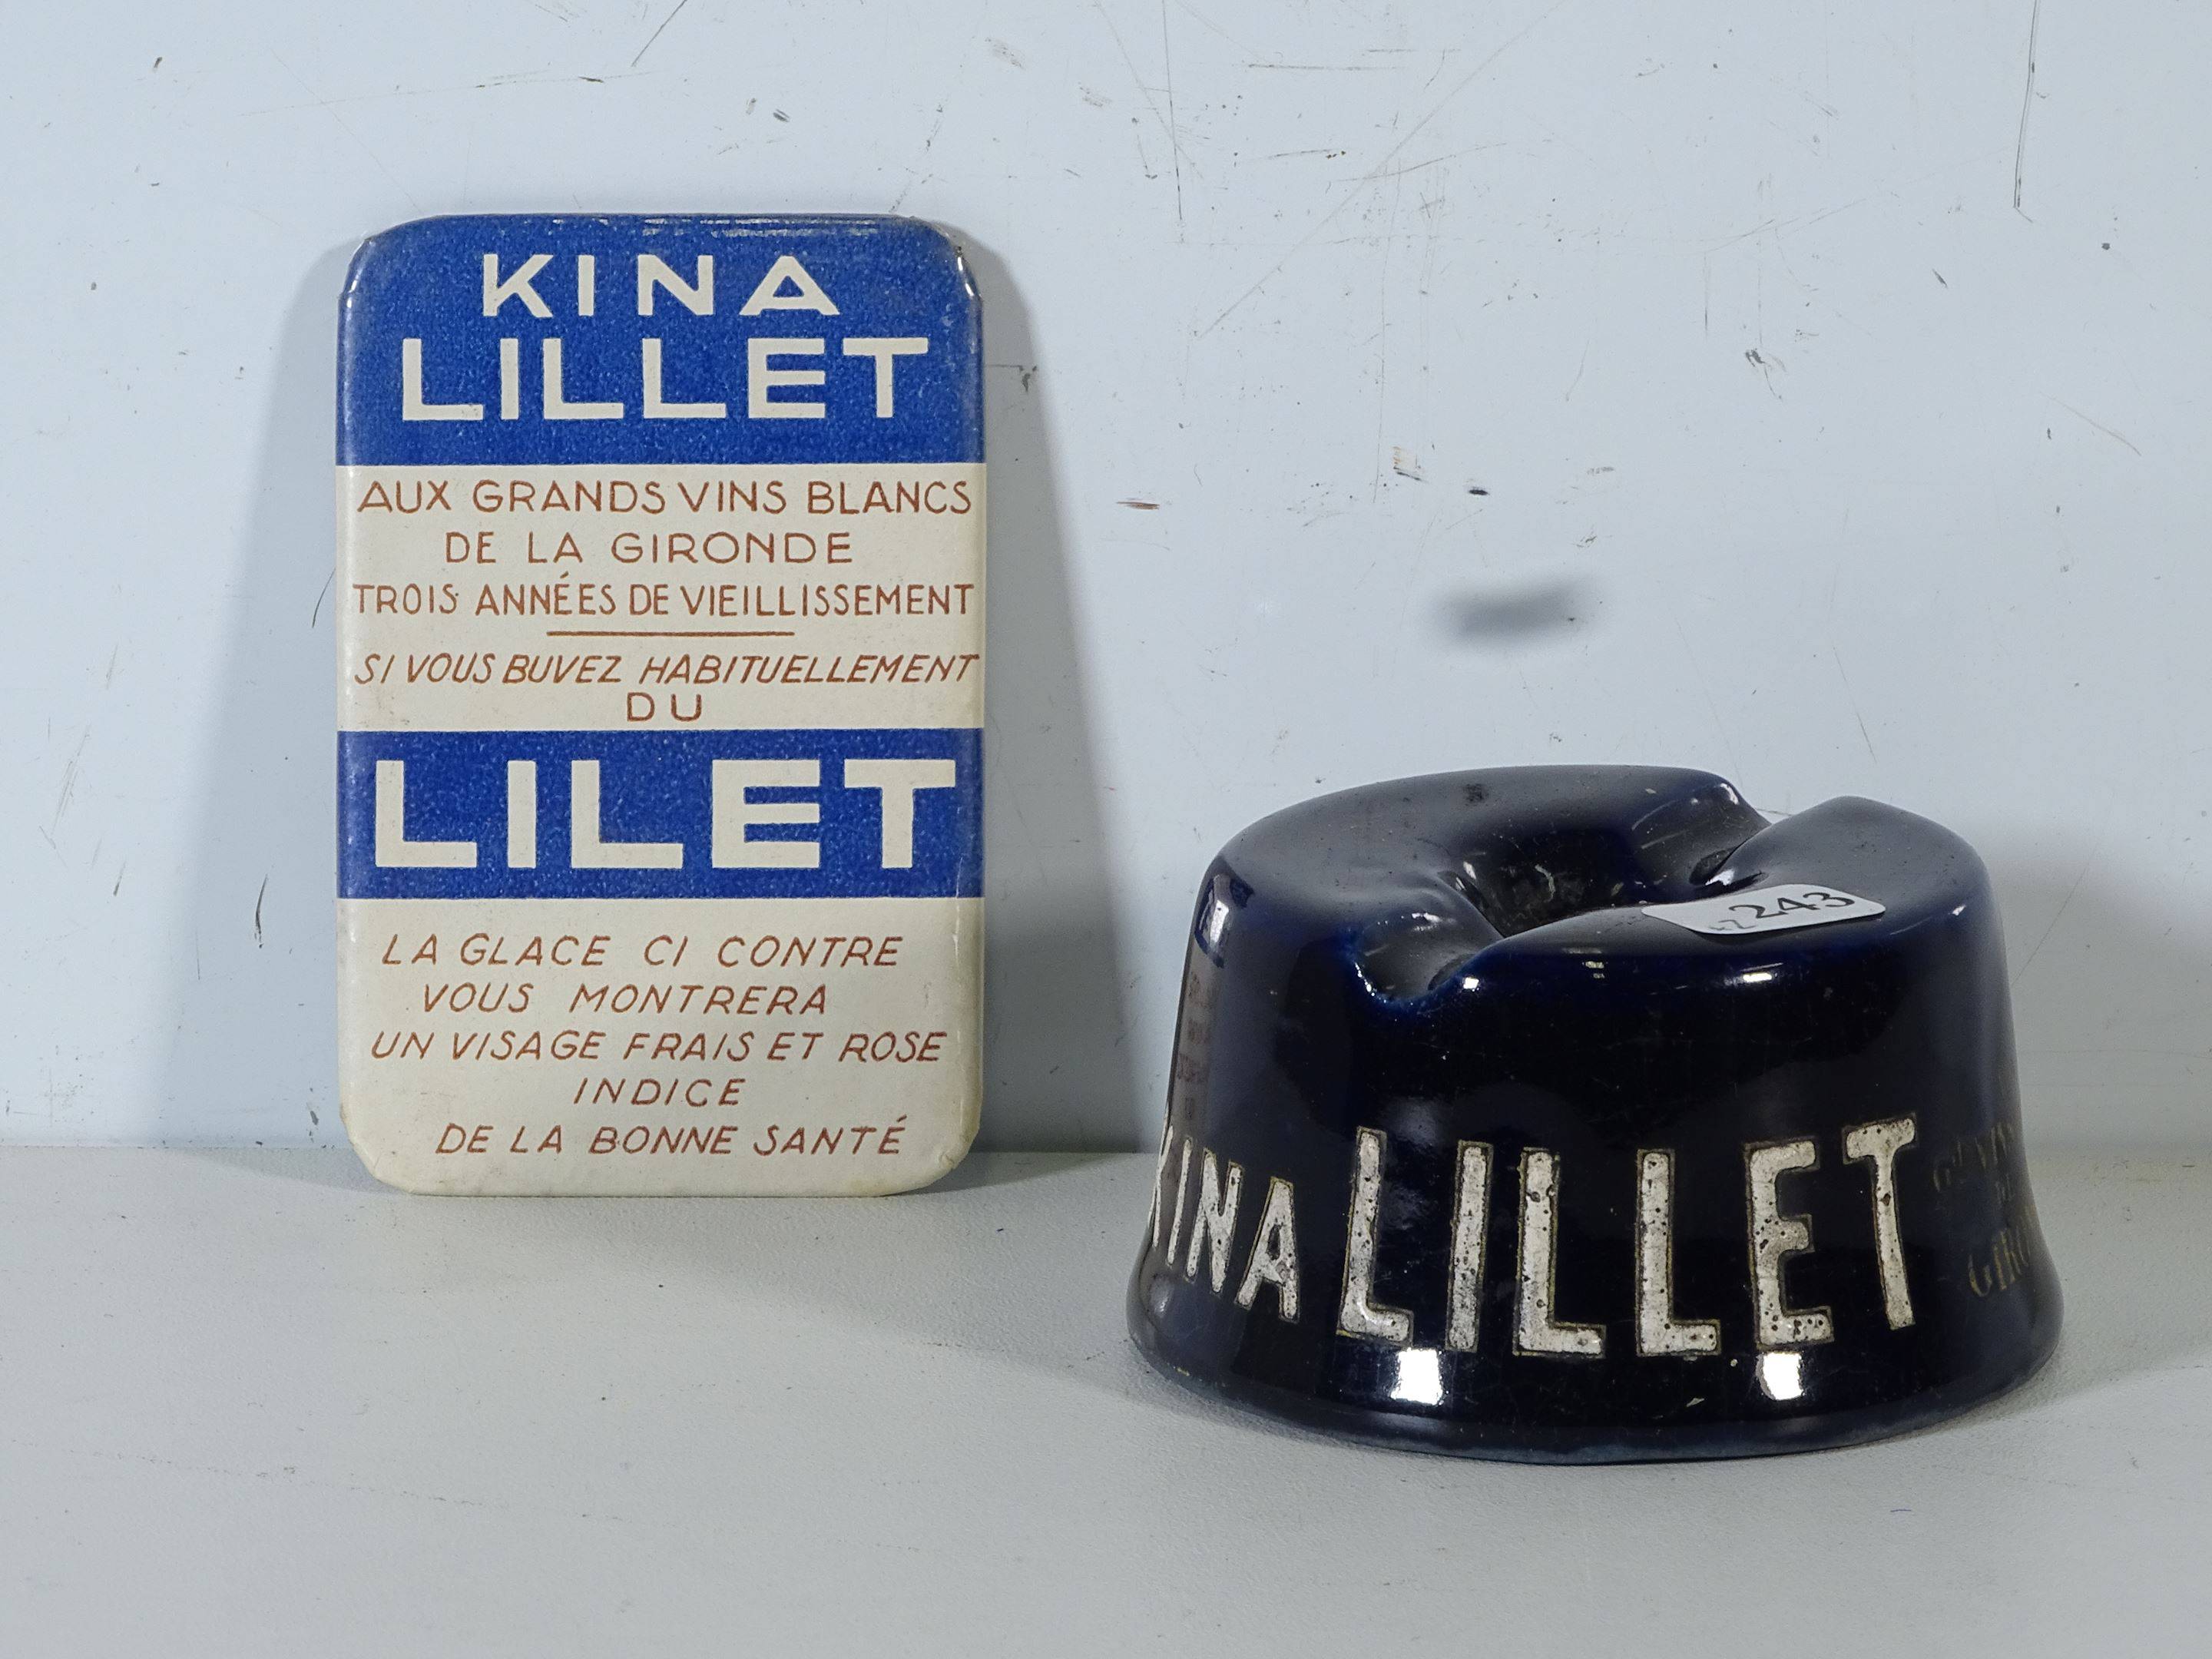 KINA
LILLET
AUX GRANDS VINS BLANCS
DE LA GIRONDE
TROIS ANNÉES DE VIEILLISSEMENT
SI VOUS BUVEZ HABITUELLEMENT
DU
LILET
LA GLACE CI CONTRE
VOUS MONTRERA
UN VISAGE FRAIS ET ROSE
INDICE
DE LA BONNE SANTÉ
243
KINA LILLET